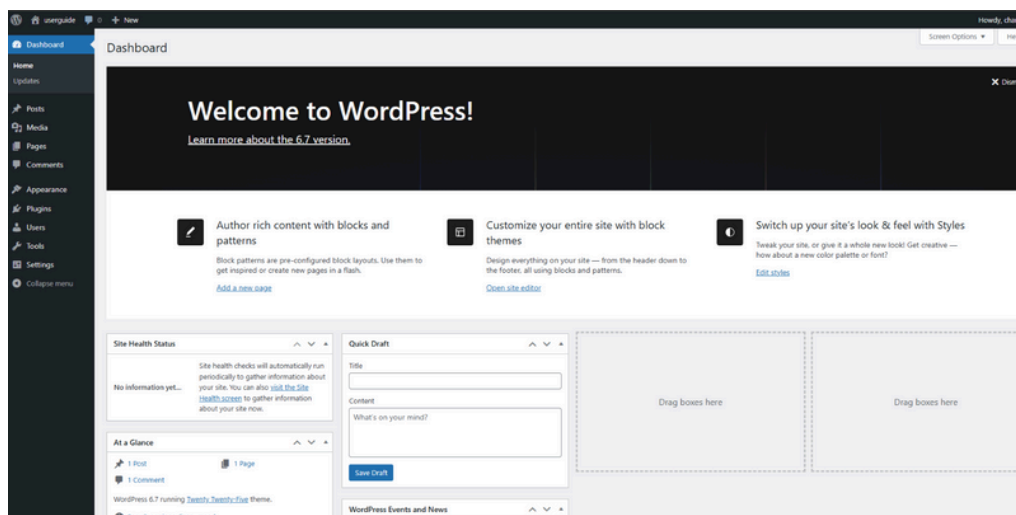 userguide 0 + New
Howdy, cha
Dashboard
Home
Updates
Posts
Media
Pages
Comments
Appearance
Plugins
Users
Tools
Settings
Collapse menu
Dashboard
Screen Options ▼
He
Welcome to WordPress!
Learn more about the 6.7 version.
Dism
Author rich content with blocks and
patterns
Block patterns are pre-configured block layouts. Use them to
get inspired or create new pages in a flash.
Add a new page
Customize your entire site with block
themes
Design everything on your site — from the header down to
the footer, all using blocks and patterns.
Open site editor
Switch up your site's look & feel with Styles
Tweak your site, or give it a whole new look! Get creative —
how about a new color palette or font?
Edit styles
Site Health Status
No information yet...
Site health checks will automatically run
periodically to gather information about
your site. You can also visit the Site
Health screen to gather information
about your site now.
At a Glance
1 Post
1 Page
1 Comment
WordPress 6.7 running Twenty Twenty-Five theme.
Quick Draft
Title
Content
What's on your mind?
Save Draft
WordPress Events and News
Drag boxes here
Drag boxes here